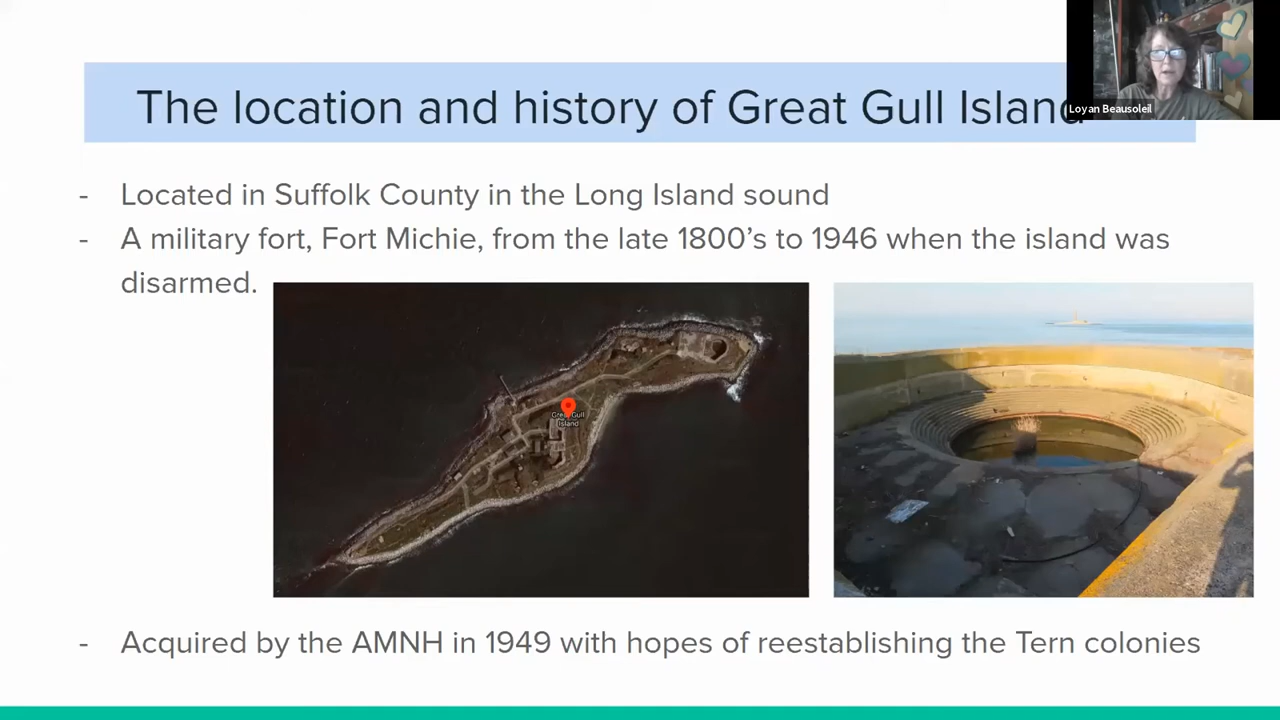 The location and history of Great Gull Island
Loyan Beausoleil
- Located in Suffolk County in the Long Island sound
- A military fort, Fort Michie, from the late 1800's to 1946 when the island was
disarmed.
Great Gull
Island
- Acquired by the AMNH in 1949 with hopes of reestablishing the Tern colonies